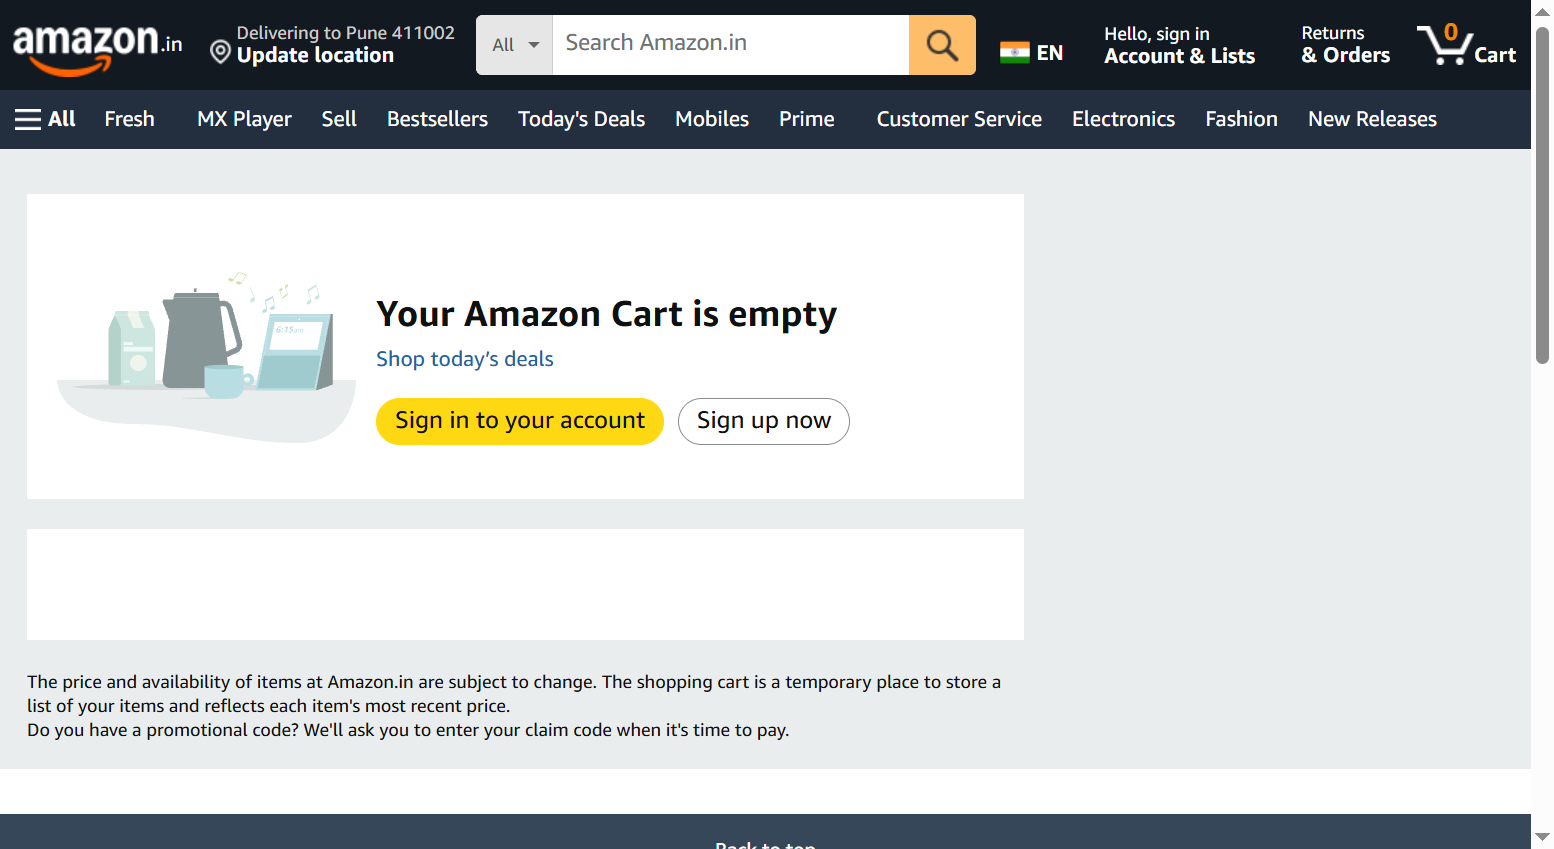 amazon.in
Delivering to Pune 411002
Update location
All
Search Amazon.in
EN
Hello, sign in
Account & Lists
Returns
& Orders
0
Cart
All
Fresh
MX Player
Sell
Bestsellers
Today's Deals
Mobiles
Prime
Customer Service
Electronics
Fashion
New Releases
6:15am
Your Amazon Cart is empty
Shop today’s deals
Sign in to your account
Sign up now
The price and availability of items at Amazon.in are subject to change. The shopping cart is a temporary place to store a
list of your items and reflects each item's most recent price.
Do you have a promotional code? We'll ask you to enter your claim code when it's time to pay.
Back to top